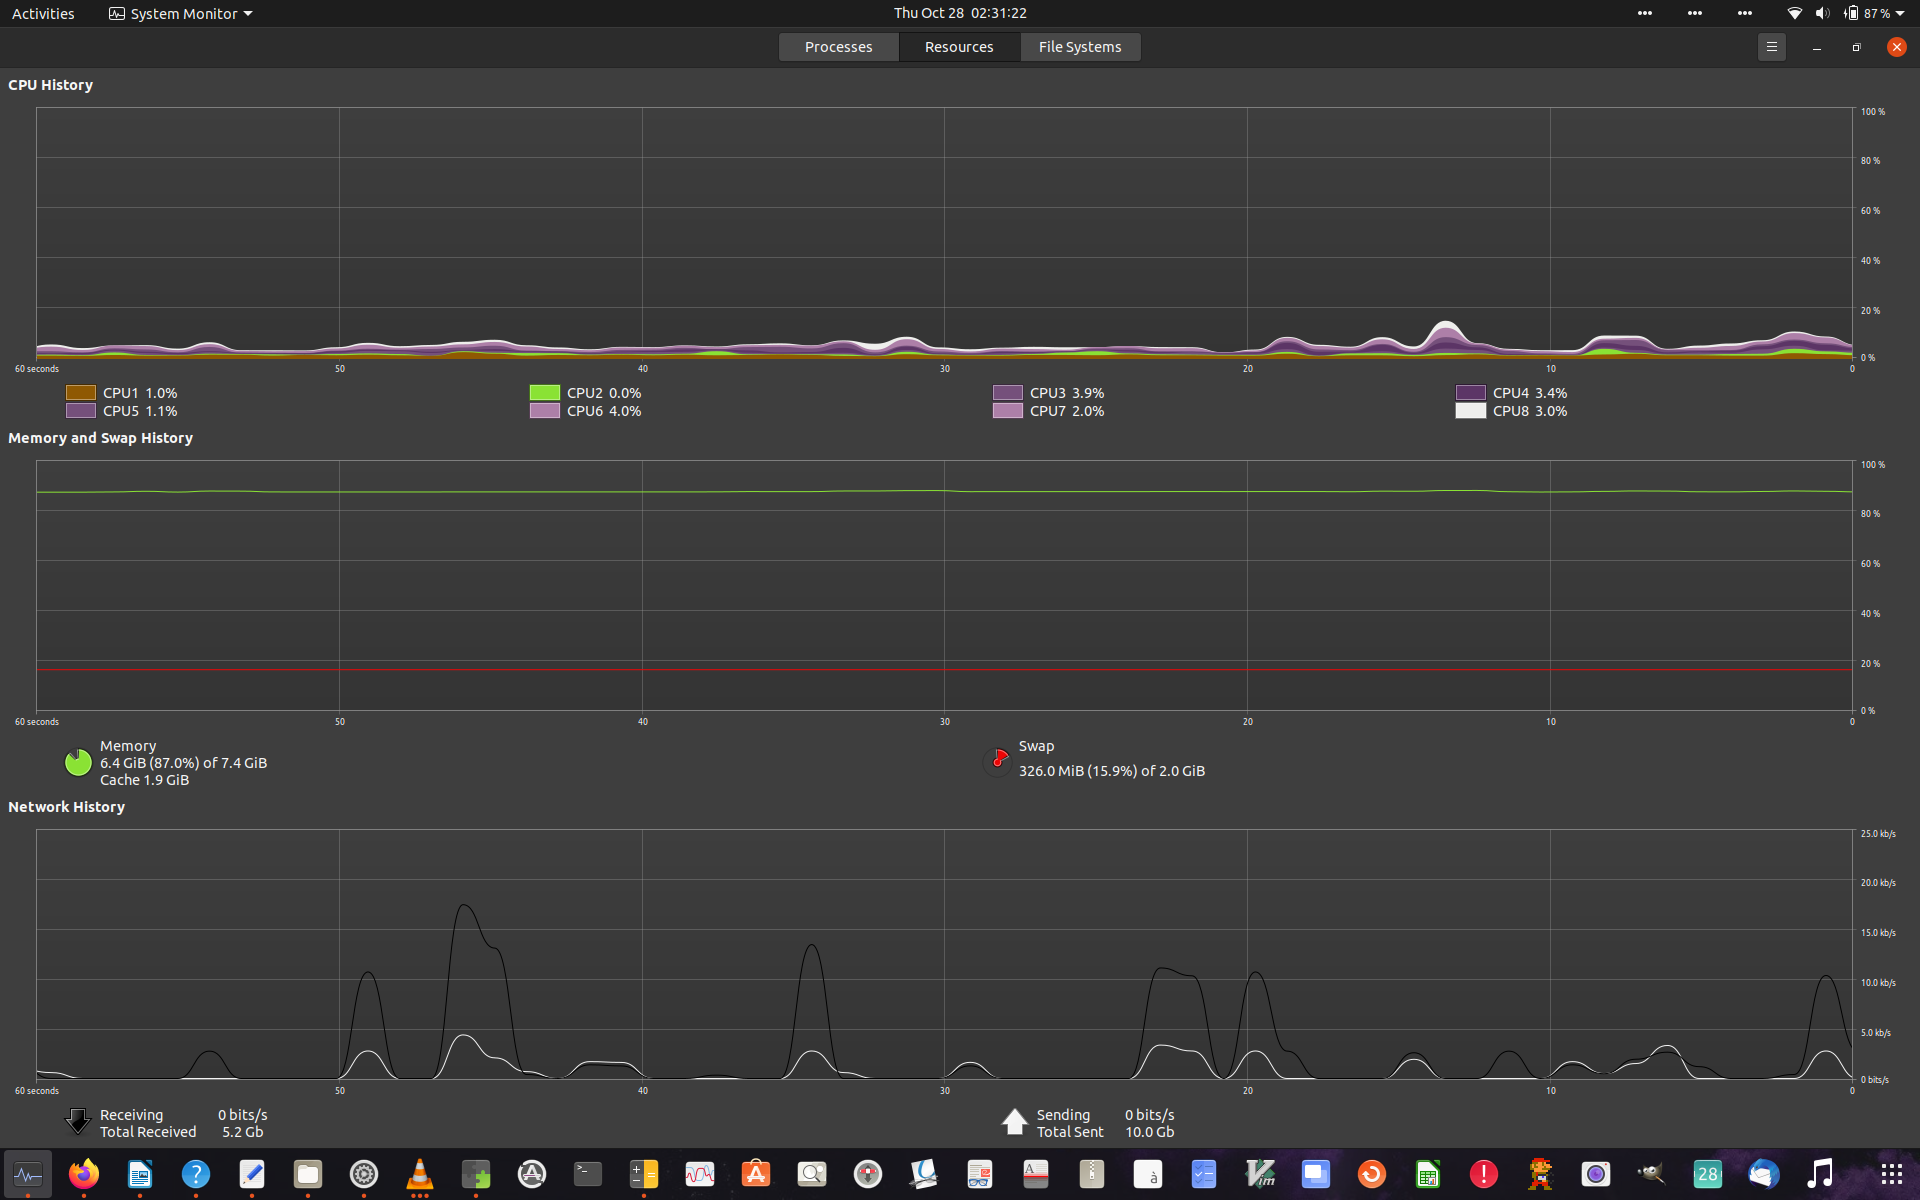 Activities System Monitor Thu Oct 28 02:31:22 87 %
Processes Resources File Systems
CPU History
100 %
80 %
60 %
40 %
20 %
0 %
60 seconds 50 40 30 20 10 0
CPU1 1.0% CPU2 0.0% CPU3 3.9% CPU4 3.4%
CPU5 1.1% CPU6 4.0% CPU7 2.0% CPU8 3.0%
Memory and Swap History
100 %
80 %
60 %
40 %
20 %
0 %
60 seconds 50 40 30 20 10 0
Memory
6.4 GiB (87.0%) of 7.4 GiB
Cache 1.9 GiB
Swap
326.0 MiB (15.9%) of 2.0 GiB
Network History
25.0 kb/s
20.0 kb/s
15.0 kb/s
10.0 kb/s
5.0 kb/s
0 bits/s
60 seconds 50 40 30 20 10 0
Receiving 0 bits/s
Total Received 5.2 Gb
Sending 0 bits/s
Total Sent 10.0 Gb
28